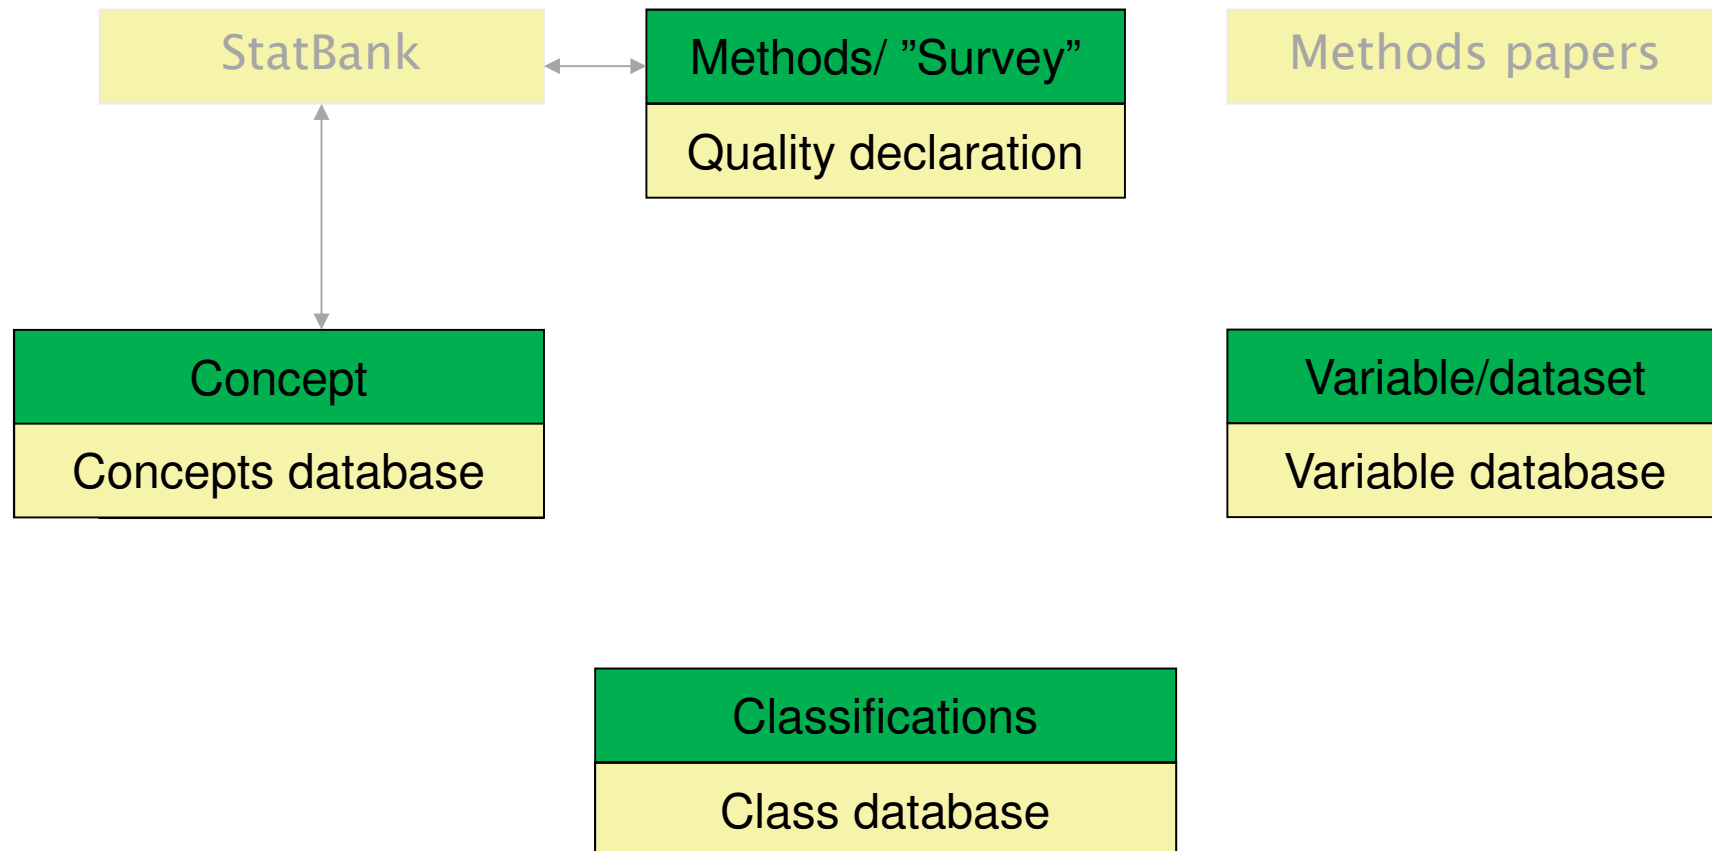 StatBank
Methods/ ”Survey”
Methods papers
Quality declaration
Concept
Variable/dataset
Concepts database
Variable database
Classifications
Class database